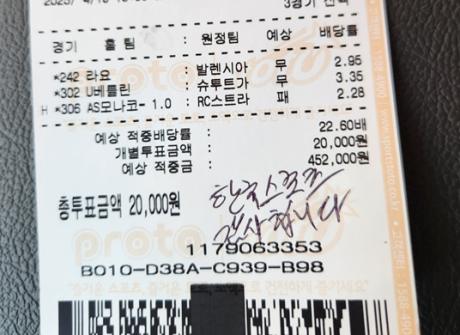 3경기 선택
경기 홈팀 : 원정팀 예상 배당률
*242 라요 : 발렌시아 무 2.95
*302 U베를린 : 슈투트가 무 3.35
H *306 AS모나코- 1.0 : RC스트라 패 2.28
예상 적중배당률 : 22.60배
개별투표금액 : 20,000원
예상 적중금 : 452,000원
총투표금액 20,000원
한국스포츠
감사합니다
proto
1179063353
B010-D38A-C939-B98